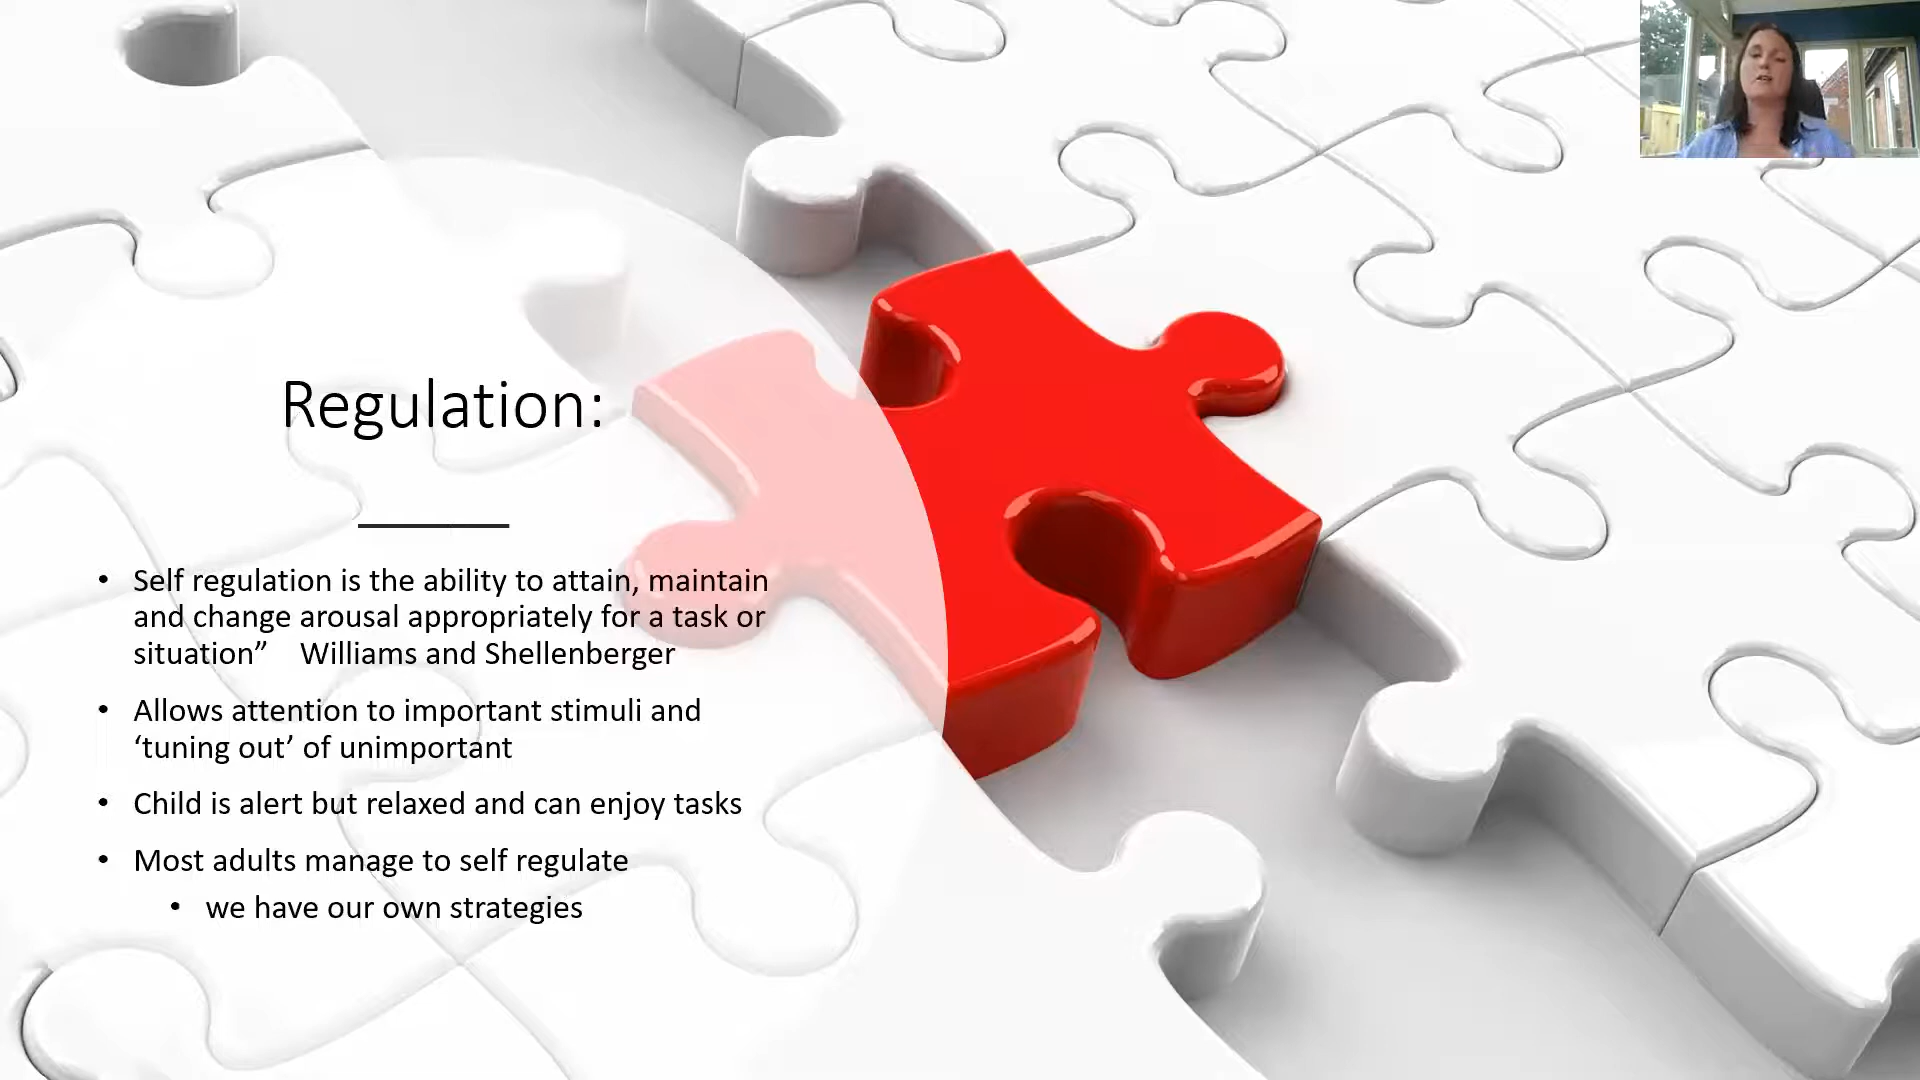 Regulation:
• Self regulation is the ability to attain, maintain
and change arousal appropriately for a task or
situation” Williams and Shellenberger
• Allows attention to important stimuli and
‘tuning out’ of unimportant
• Child is alert but relaxed and can enjoy tasks
• Most adults manage to self regulate
• we have our own strategies